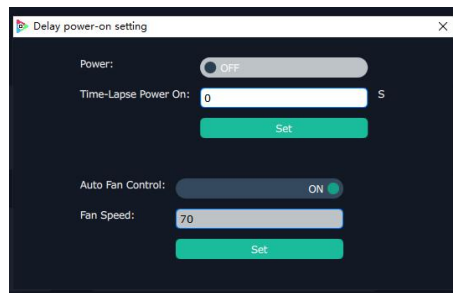 Delay power-on setting
Power: OFF
Time-Lapse Power On: 0 S
Set
Auto Fan Control: ON
Fan Speed: 70
Set